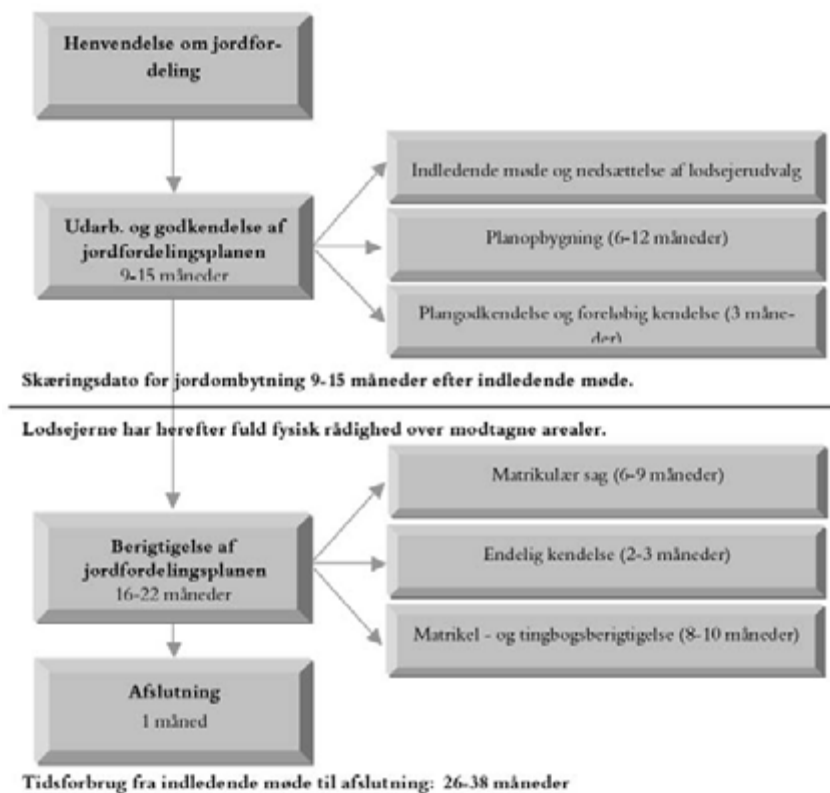 Henvendelse om jordfor-
deling
Udarb. og godkendelse af
jordfordelingsplanen
9-15 måneder
Indledende møde og nedsættelse af lodsejerudvalg
Planopbygning (6-12 måneder)
Plangodkendelse og foreløbig kendelse (3 måne-
der)
Skæringsdato for jordombytning 9-15 måneder efter indledende møde.
Lodsejerne har herefter fuld fysisk rådighed over modtagne arealer.
Berigtigelse af
jordfordelingsplanen
16-22 måneder
Matrikulær sag (6-9 måneder)
Endelig kendelse (2-3 måneder)
Matrikel - og tingbogsberigtigelse (8-10 måneder)
Afslutning
1 måned
Tidsforbrug fra indledende møde til afslutning: 26-38 måneder